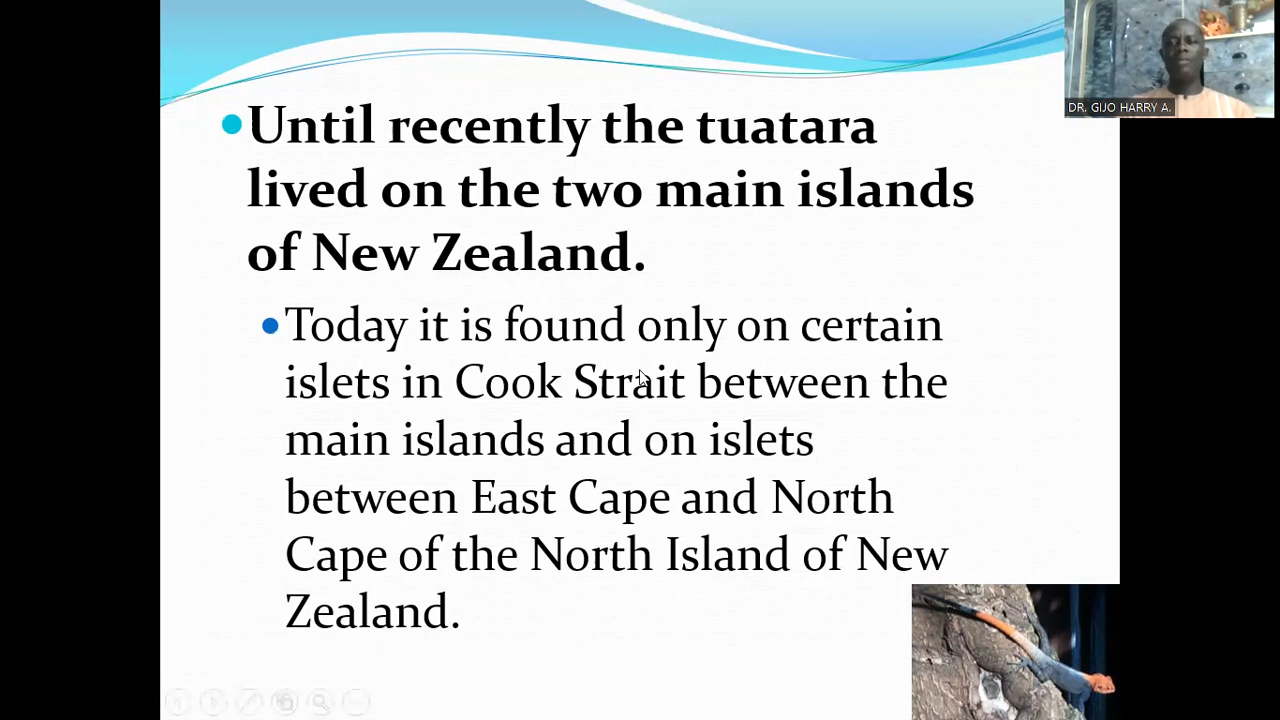 DR. GIJO HARRY A.
Until recently the tuatara
lived on the two main islands
of New Zealand.
Today it is found only on certain
islets in Cook Strait between the
main islands and on islets
between East Cape and North
Cape of the North Island of New
Zealand.